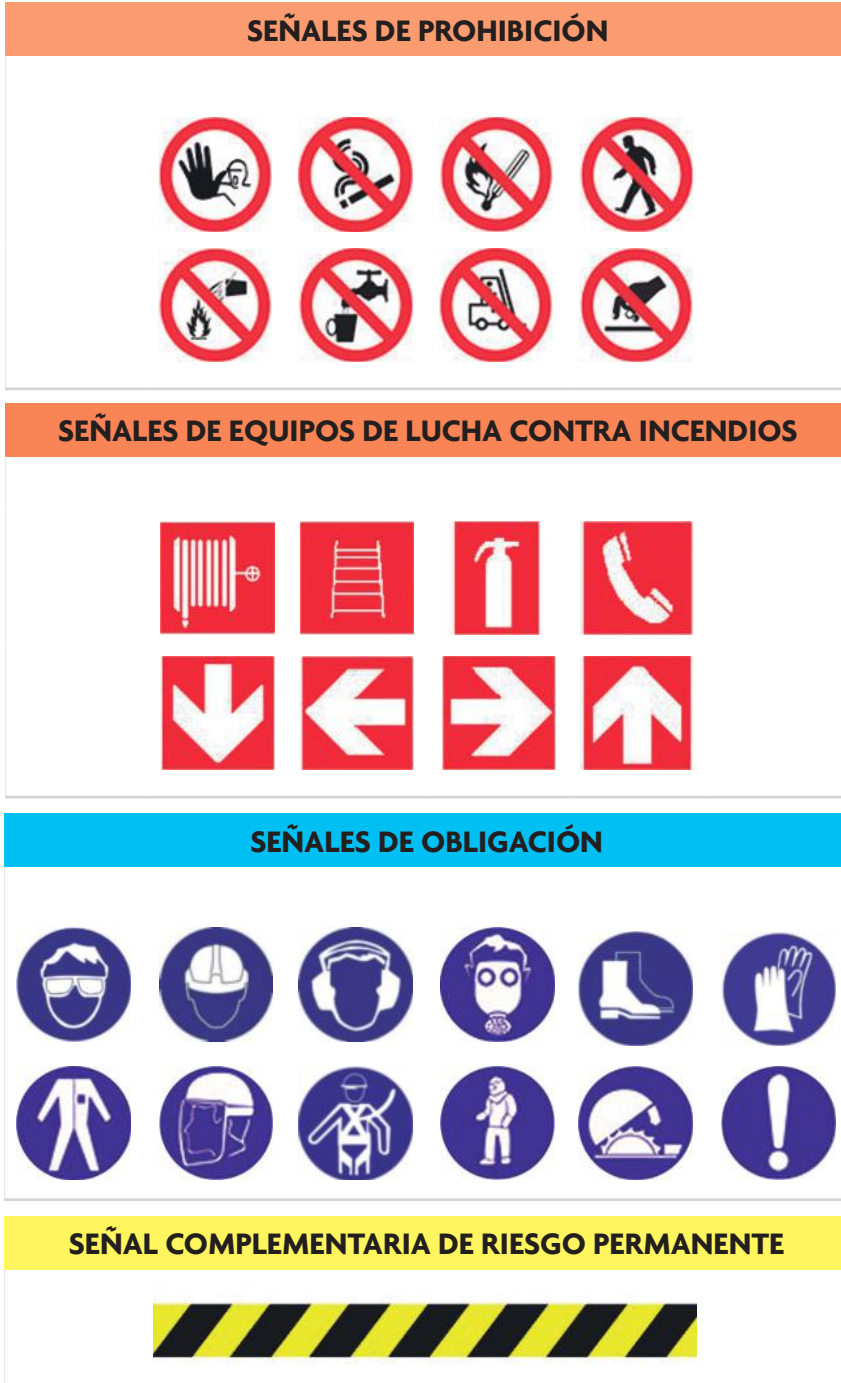 SEÑALES DE PROHIBICIÓN
SEÑALES DE EQUIPOS DE LUCHA CONTRA INCENDIOS
SEÑALES DE OBLIGACIÓN
SEÑAL COMPLEMENTARIA DE RIESGO PERMANENTE